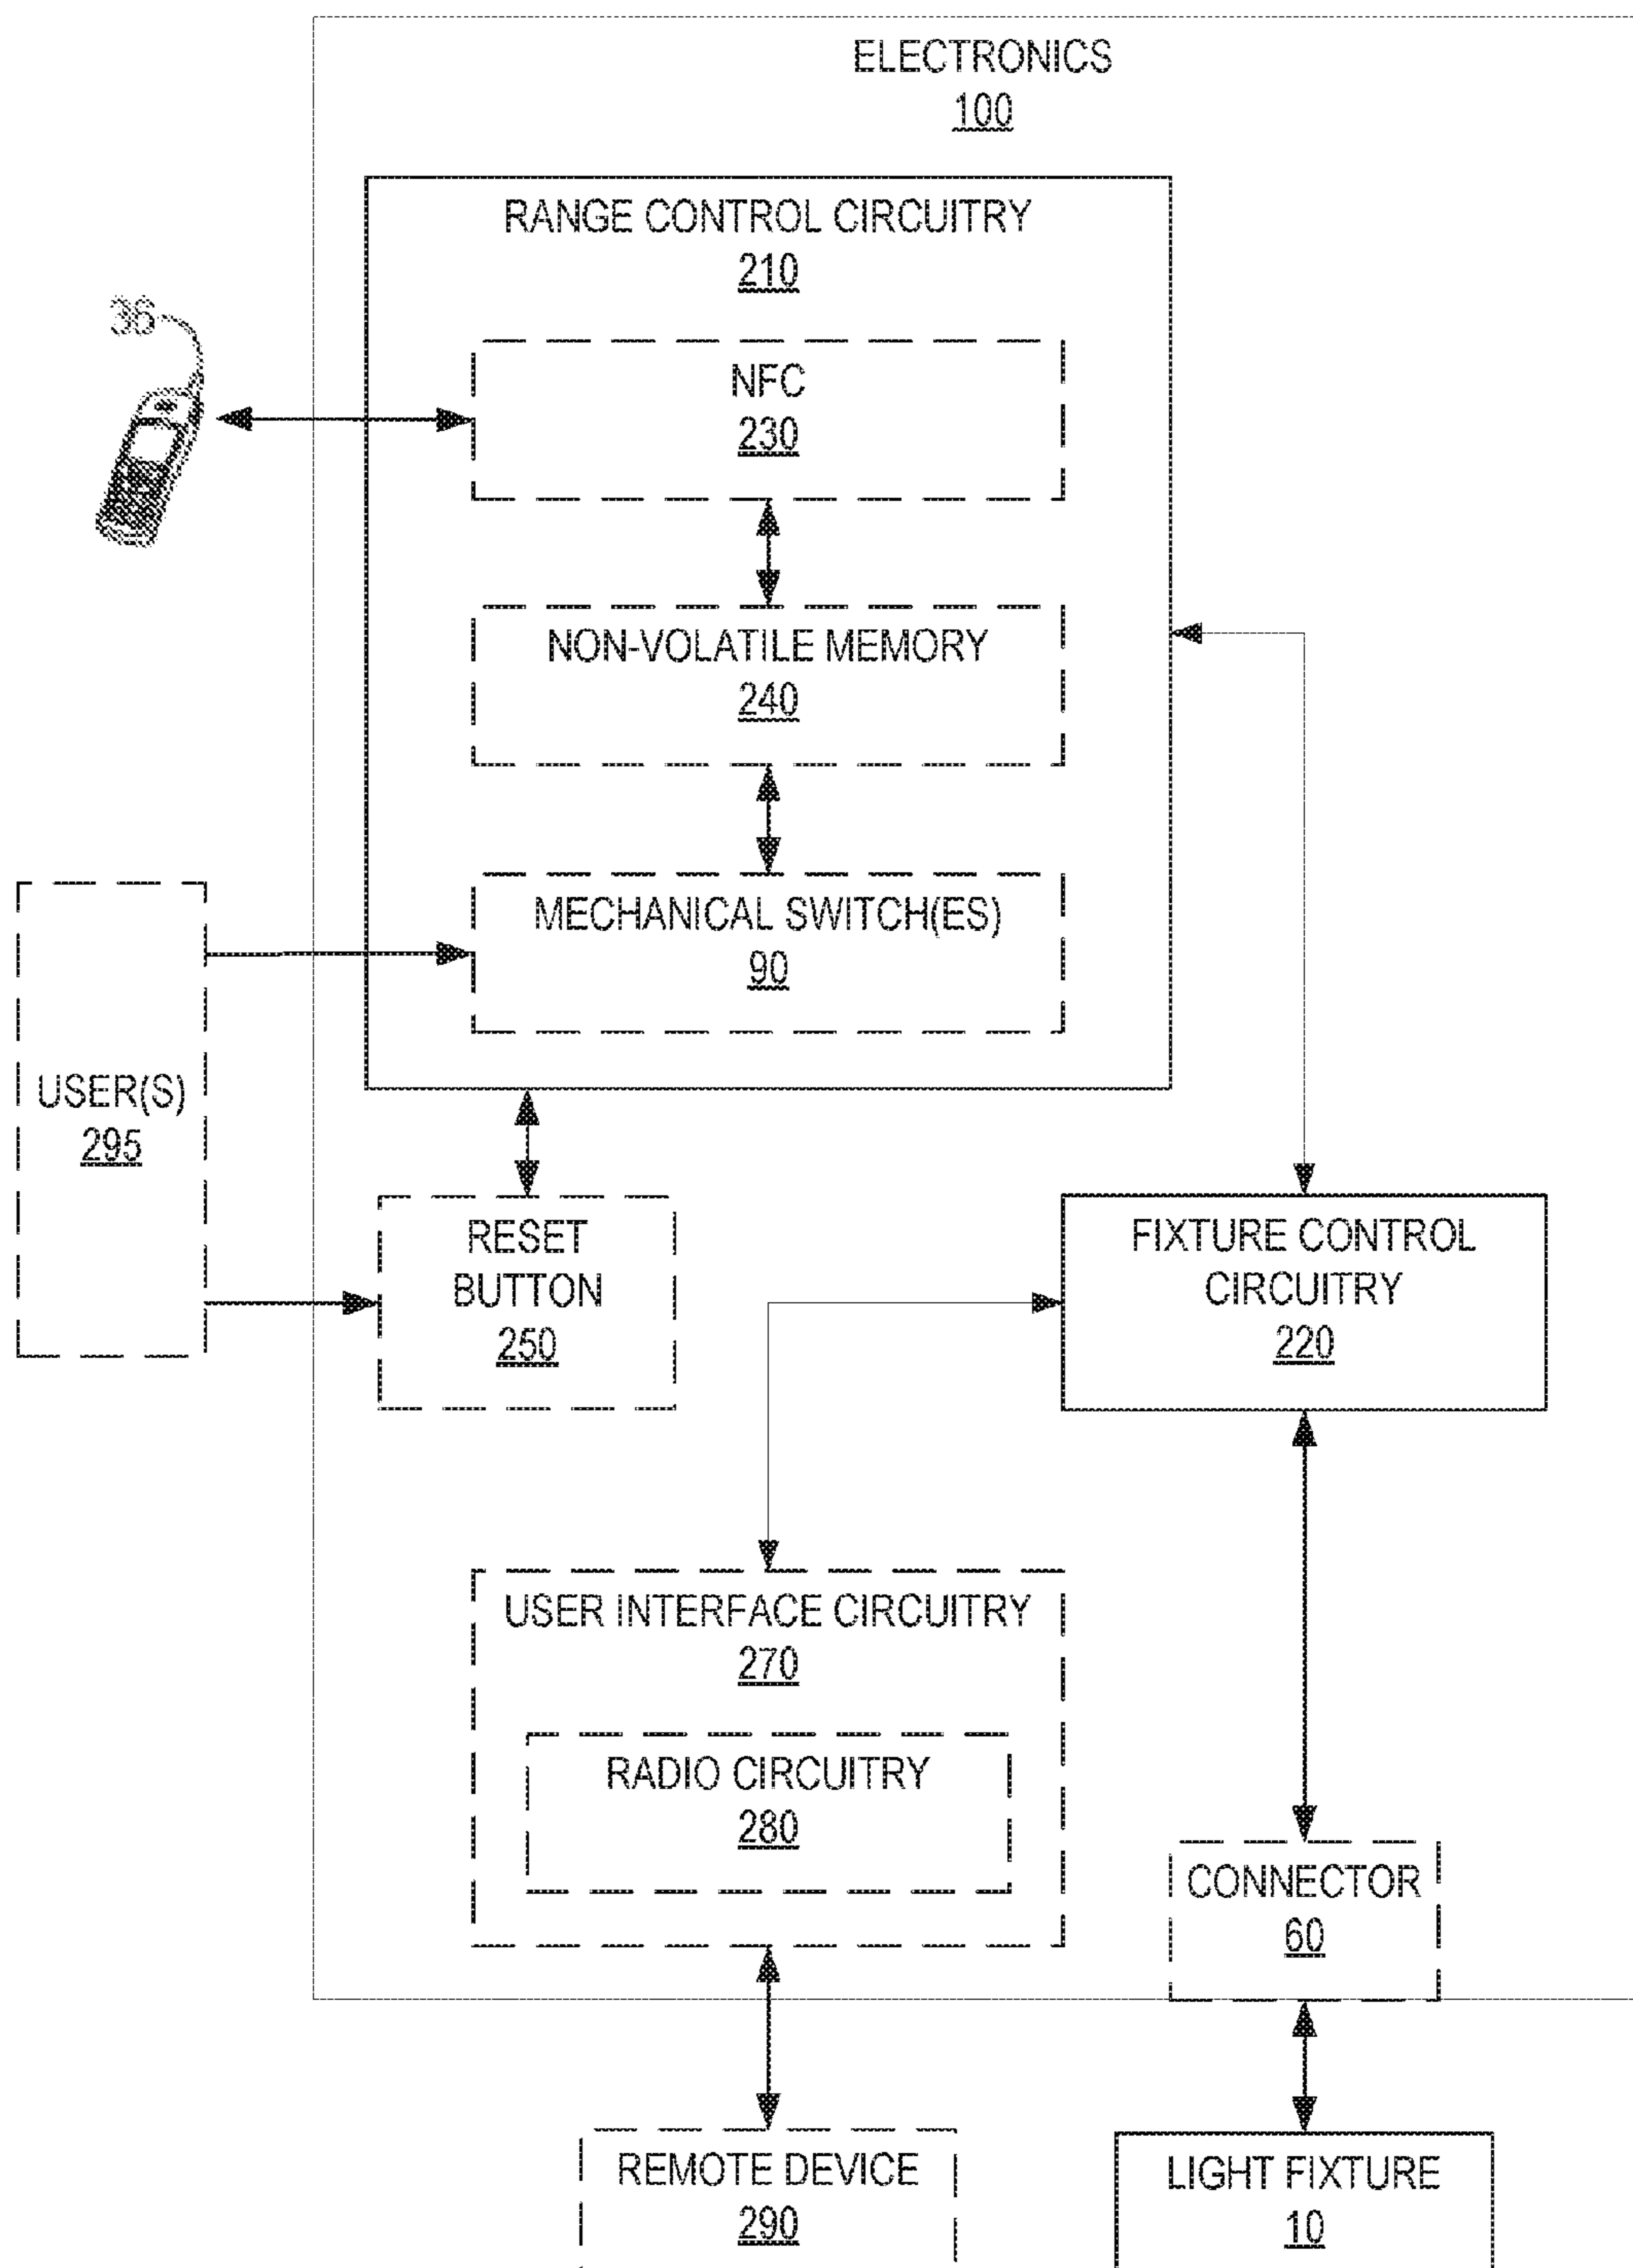 ELECTRONICS
100
RANGE CONTROL CIRCUITRY
210
36
NFC
230
NON-VOLATILE MEMORY
240
MECHANICAL SWITCH(ES)
90
USER(S)
295
RESET
BUTTON
250
FIXTURE CONTROL
CIRCUITRY
220
USER INTERFACE CIRCUITRY
270
RADIO CIRCUITRY
280
CONNECTOR
60
REMOTE DEVICE
290
LIGHT FIXTURE
10